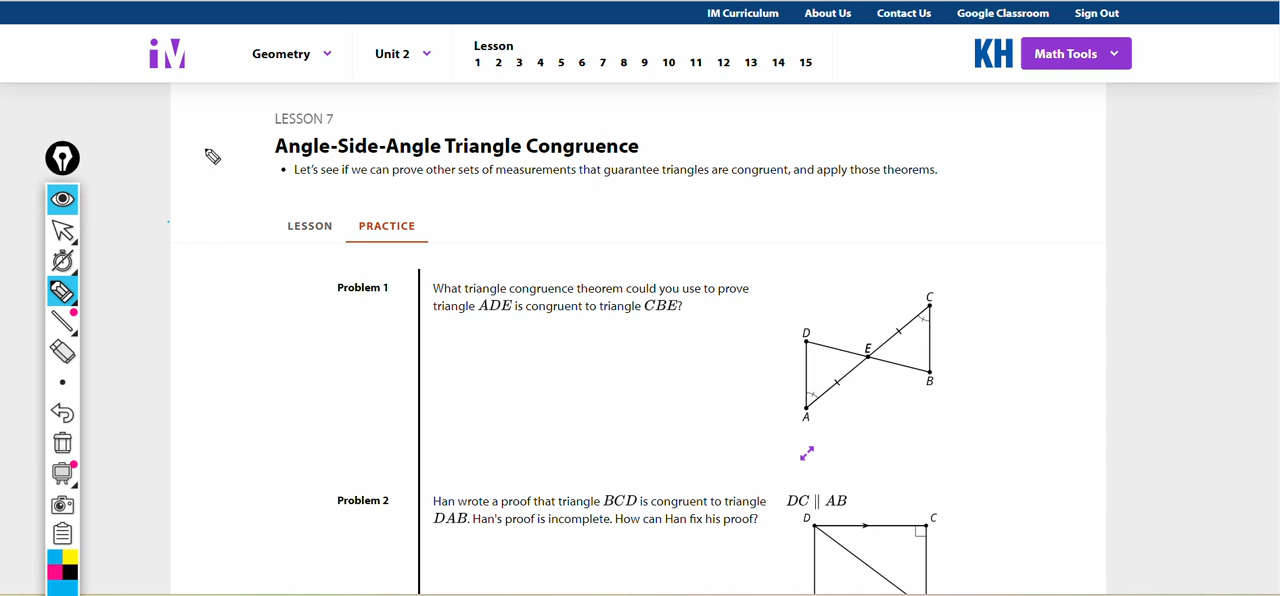 IM Curriculum About Us Contact Us Google Classroom Sign Out
iM Geometry Unit 2 Lesson KH Math Tools
1 2 3 4 5 6 7 8 9 10 11 12 13 14 15
LESSON 7
Angle-Side-Angle Triangle Congruence
• Let's see if we can prove other sets of measurements that guarantee triangles are congruent, and apply those theorems.
LESSON PRACTICE
Problem 1
What triangle congruence theorem could you use to prove
triangle ADE is congruent to triangle CBE?
C
D
E
B
A
Problem 2
Han wrote a proof that triangle BCD is congruent to triangle
DAB. Han's proof is incomplete. How can Han fix his proof?
DC ∥ AB
D C